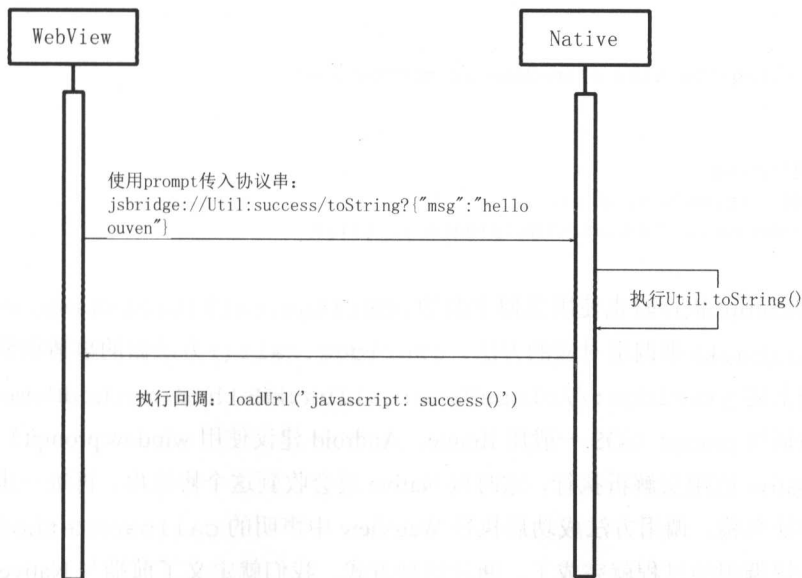 WebView
Native
使用prompt传入协议串：
jsbridge://Util:success/toString?{"msg":"hello
ouven"}
执行Util.toString()
执行回调：loadUrl('javascript: success()')